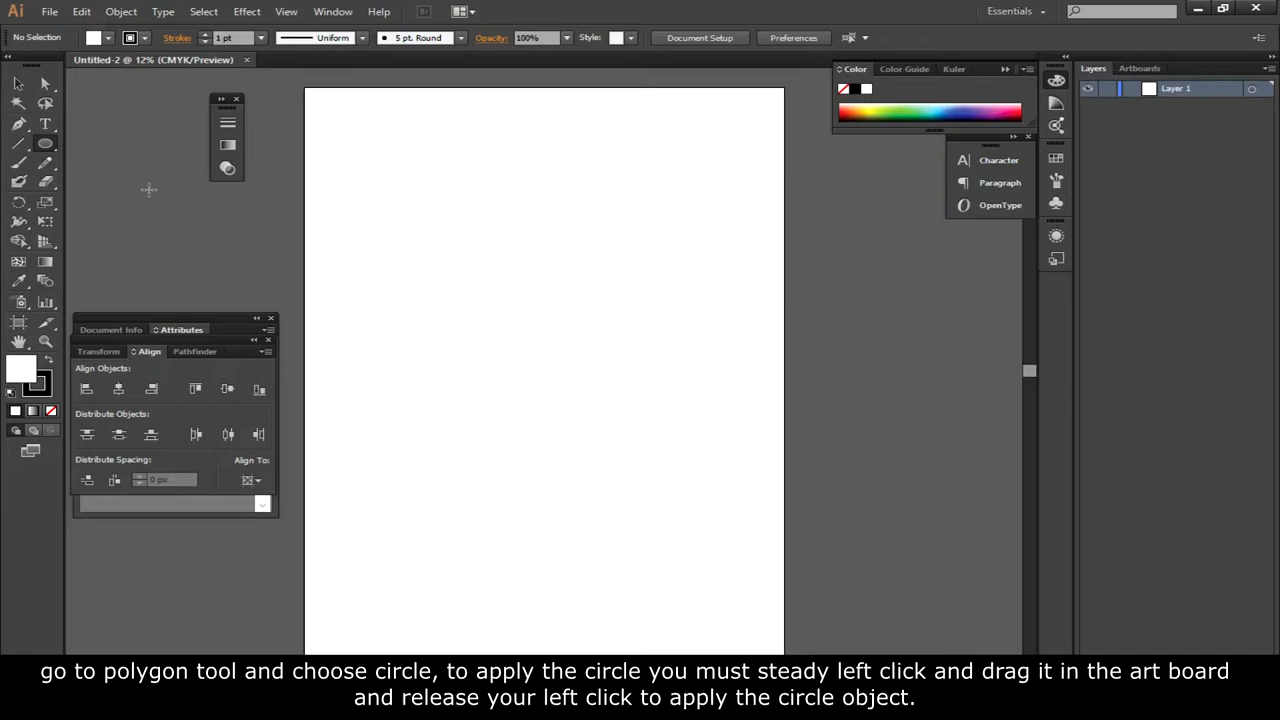 Ai File Edit Object Type Select Effect View Window Help Br Essentials
No Selection Stroke: 1 pt Uniform 5 pt. Round Opacity: 100% Style: Document Setup Preferences
Untitled-2 @ 12% (CMYK/Preview)
Color Color Guide Kuler
Layers Artboards
Layer 1
Character
Paragraph
OpenType
Document Info Attributes
Transform Align Pathfinder
Align Objects:
Distribute Objects:
Distribute Spacing: Align To:
0 px
go to polygon tool and choose circle, to apply the circle you must steady left click and drag it in the art board
and release your left click to apply the circle object.